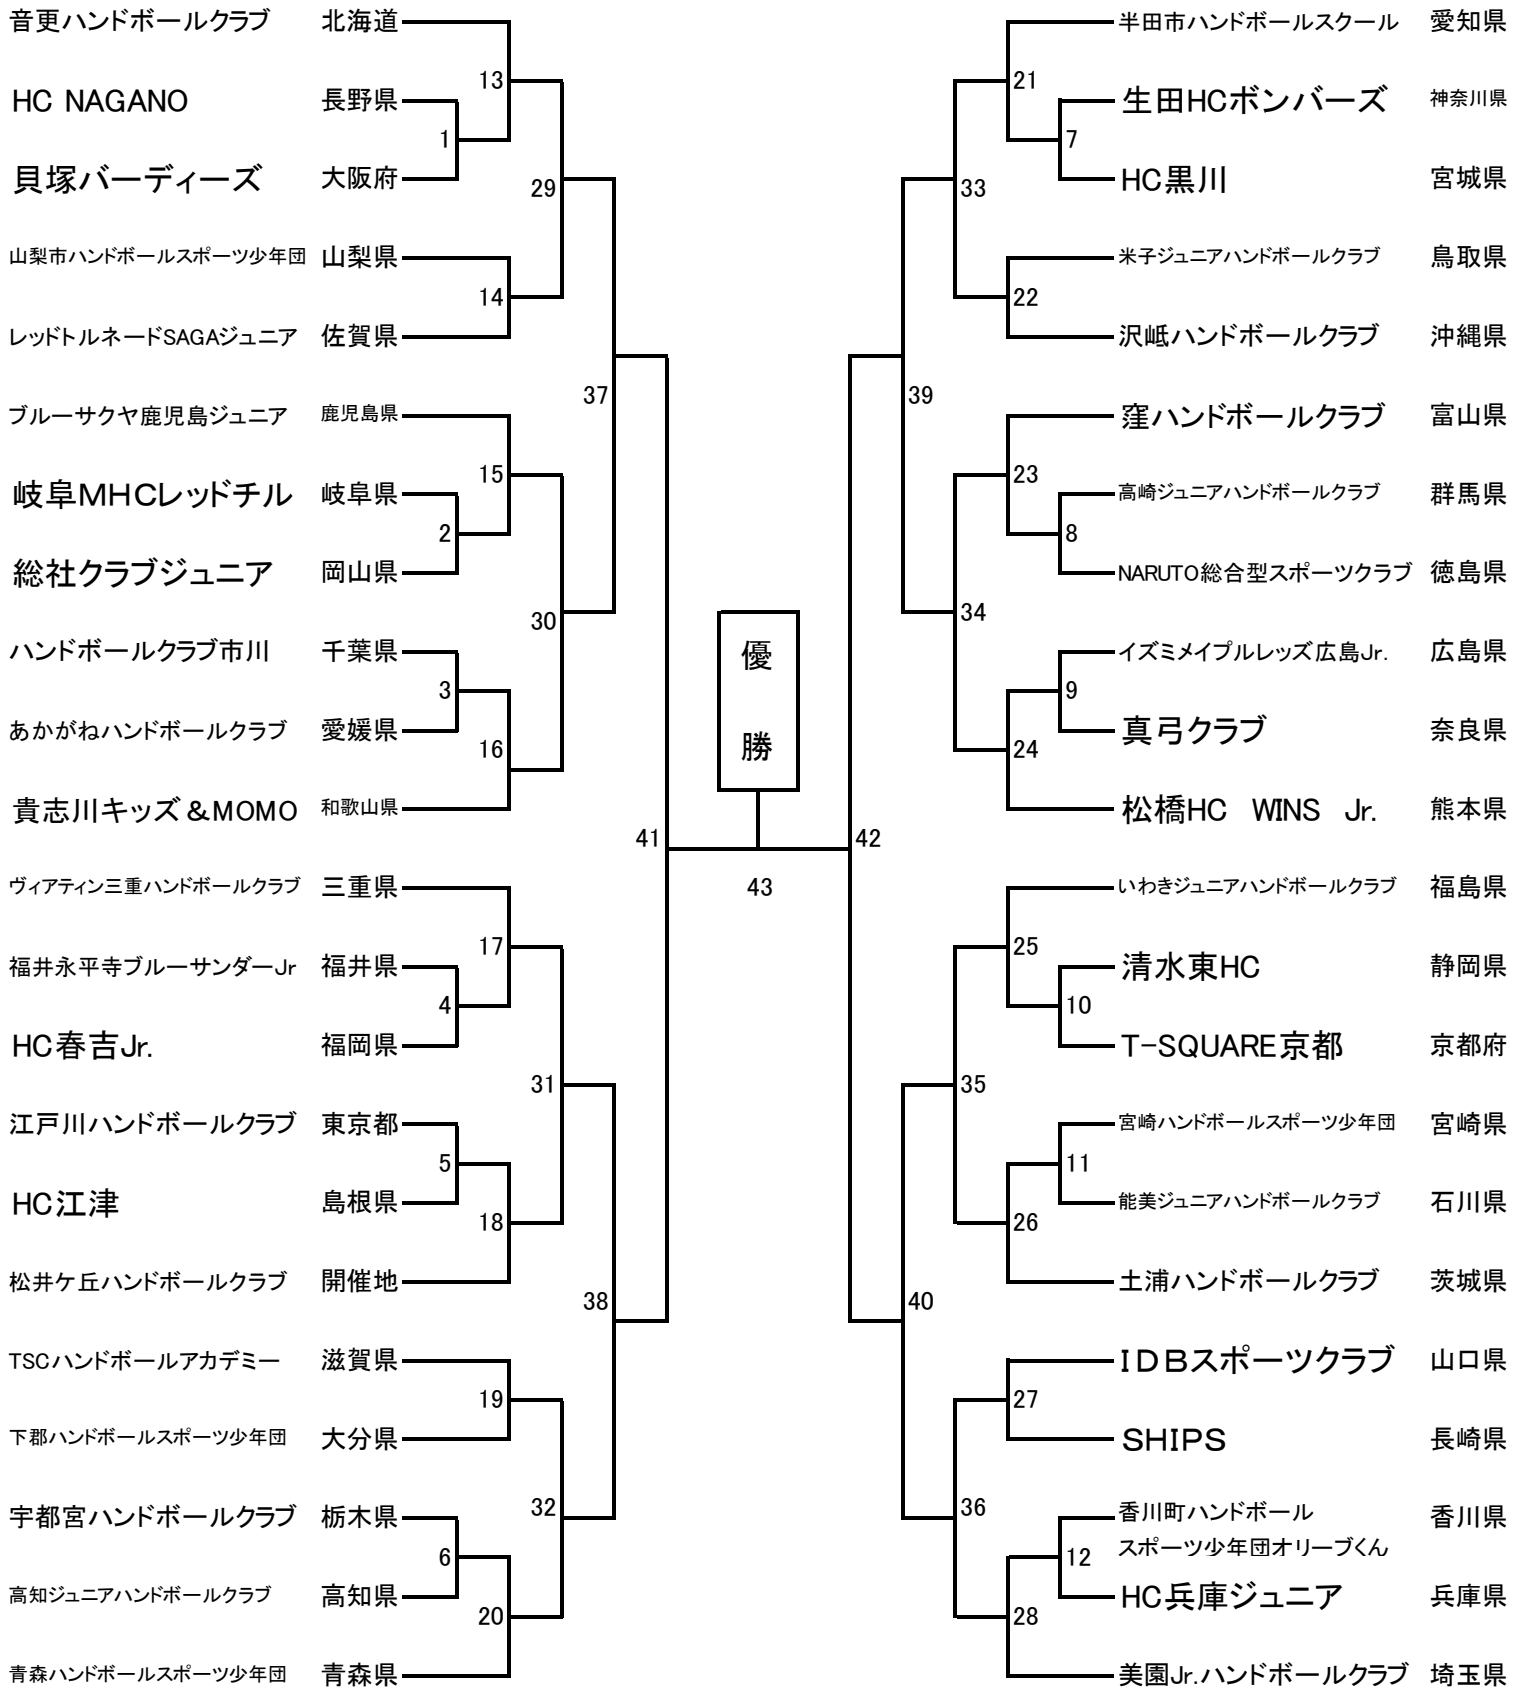 音更ハンドボールクラブ 北海道
HC NAGANO 長野県
貝塚バーディーズ 大阪府
山梨市ハンドボールスポーツ少年団 山梨県
レッドトルネードSAGAジュニア 佐賀県
ブルーサクヤ鹿児島ジュニア 鹿児島県
岐阜MHCレッドチル 岐阜県
総社クラブジュニア 岡山県
ハンドボールクラブ市川 千葉県
あかがねハンドボールクラブ 愛媛県
貴志川キッズ&MOMO 和歌山県
ヴィアティン三重ハンドボールクラブ 三重県
福井永平寺ブルーサンダーJr 福井県
HC春吉Jr. 福岡県
江戸川ハンドボールクラブ 東京都
HC江津 島根県
松井ケ丘ハンドボールクラブ 開催地
TSCハンドボールアカデミー 滋賀県
下郡ハンドボールスポーツ少年団 大分県
宇都宮ハンドボールクラブ 栃木県
高知ジュニアハンドボールクラブ 高知県
青森ハンドボールスポーツ少年団 青森県
1
2
3
4
5
6
13
14
15
16
17
18
19
20
29
30
31
32
37
38
41
優
勝
43
42
39
40
33
34
35
36
21
22
23
24
25
26
27
28
7
8
9
10
11
12
半田市ハンドボールスクール 愛知県
生田HCボンバーズ 神奈川県
HC黒川 宮城県
米子ジュニアハンドボールクラブ 鳥取県
沢岻ハンドボールクラブ 沖縄県
窪ハンドボールクラブ 富山県
高崎ジュニアハンドボールクラブ 群馬県
NARUTO総合型スポーツクラブ 徳島県
イズミメイプルレッズ広島Jr. 広島県
真弓クラブ 奈良県
松橋HC WINS Jr. 熊本県
いわきジュニアハンドボールクラブ 福島県
清水東HC 静岡県
T-SQUARE京都 京都府
宮崎ハンドボールスポーツ少年団 宮崎県
能美ジュニアハンドボールクラブ 石川県
土浦ハンドボールクラブ 茨城県
IDBスポーツクラブ 山口県
SHIPS 長崎県
香川町ハンドボール 香川県
スポーツ少年団オリーブくん
HC兵庫ジュニア 兵庫県
美園Jr.ハンドボールクラブ 埼玉県